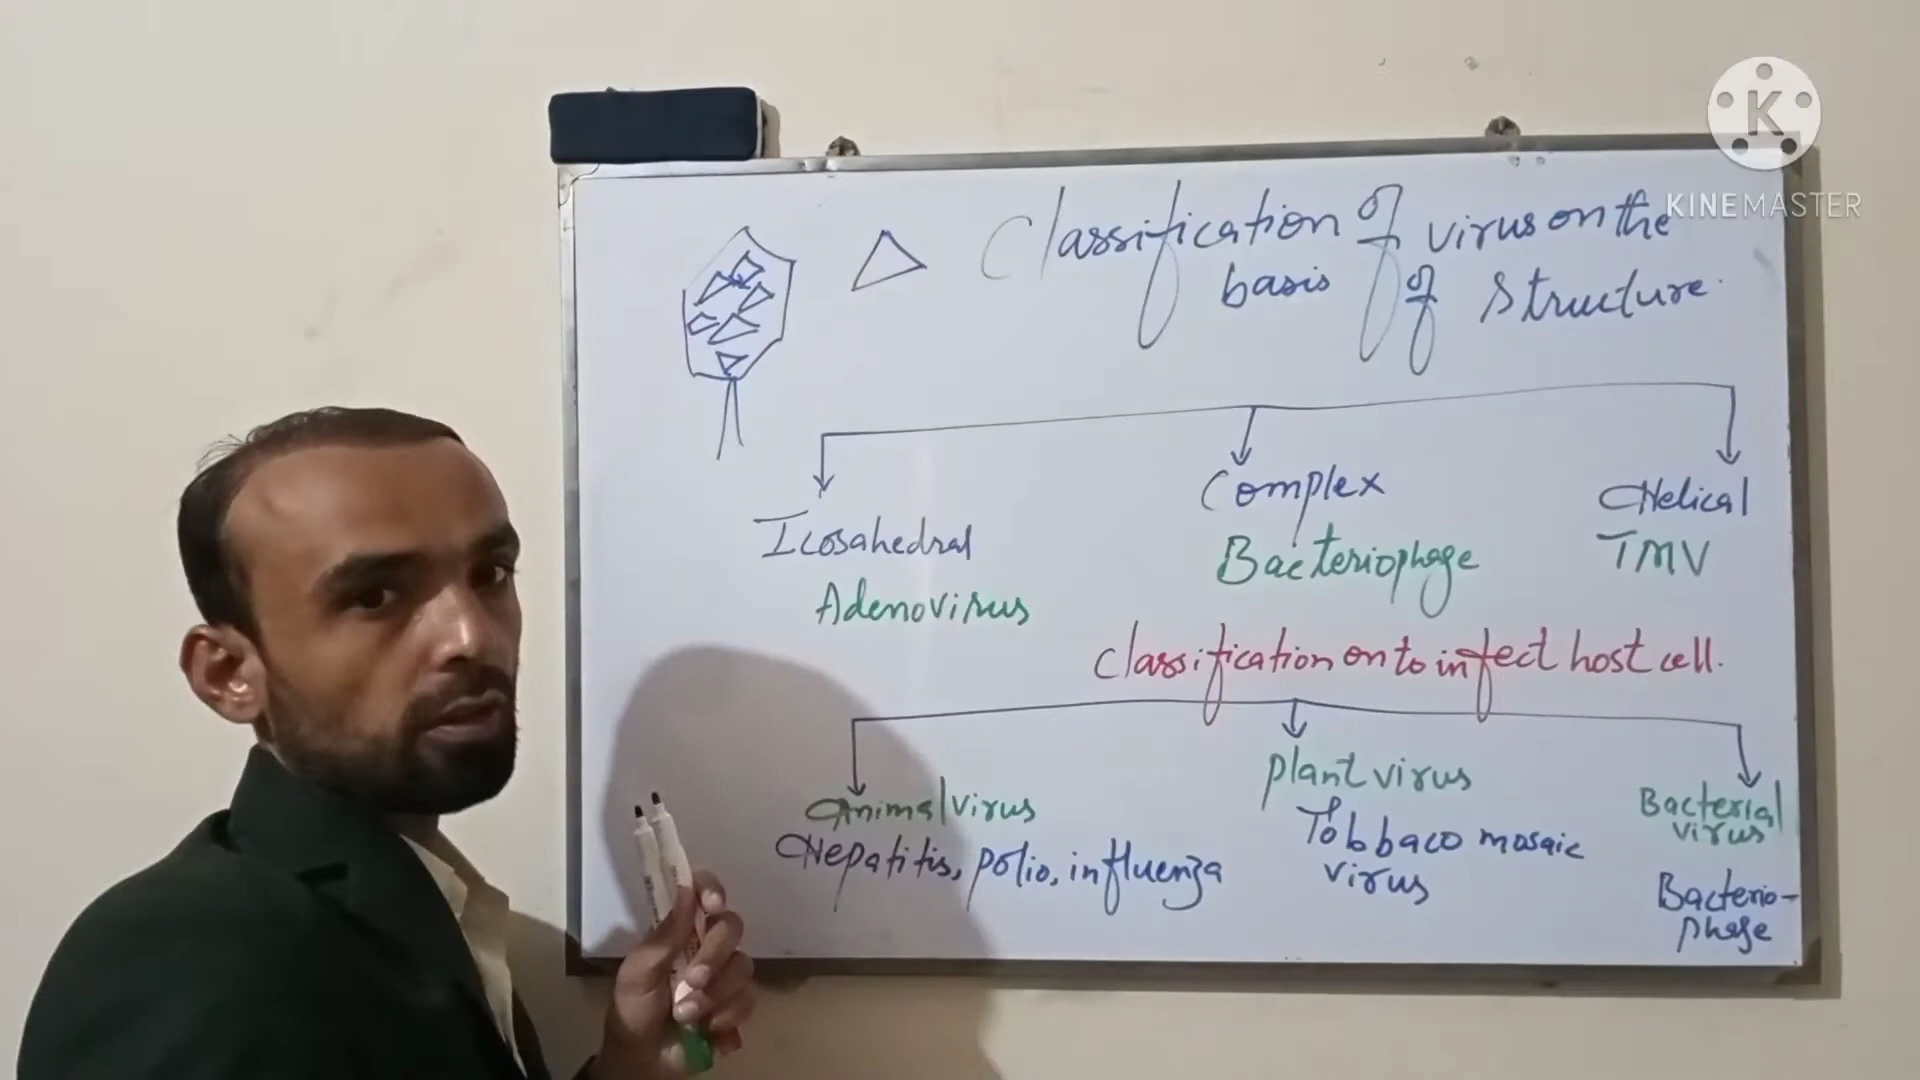 Classification of virus on the
basis of Structure.
Icosahedral
Adenovirus
Complex
Bacteriophage
Helical
TMV
Classification on to infect host cell.
Animal virus
Hepatitis, polio, influenza
Plant virus
Tobbaco mosaic
virus
Bacterial
virus
Bacterio-
phage
K
KINEMASTER